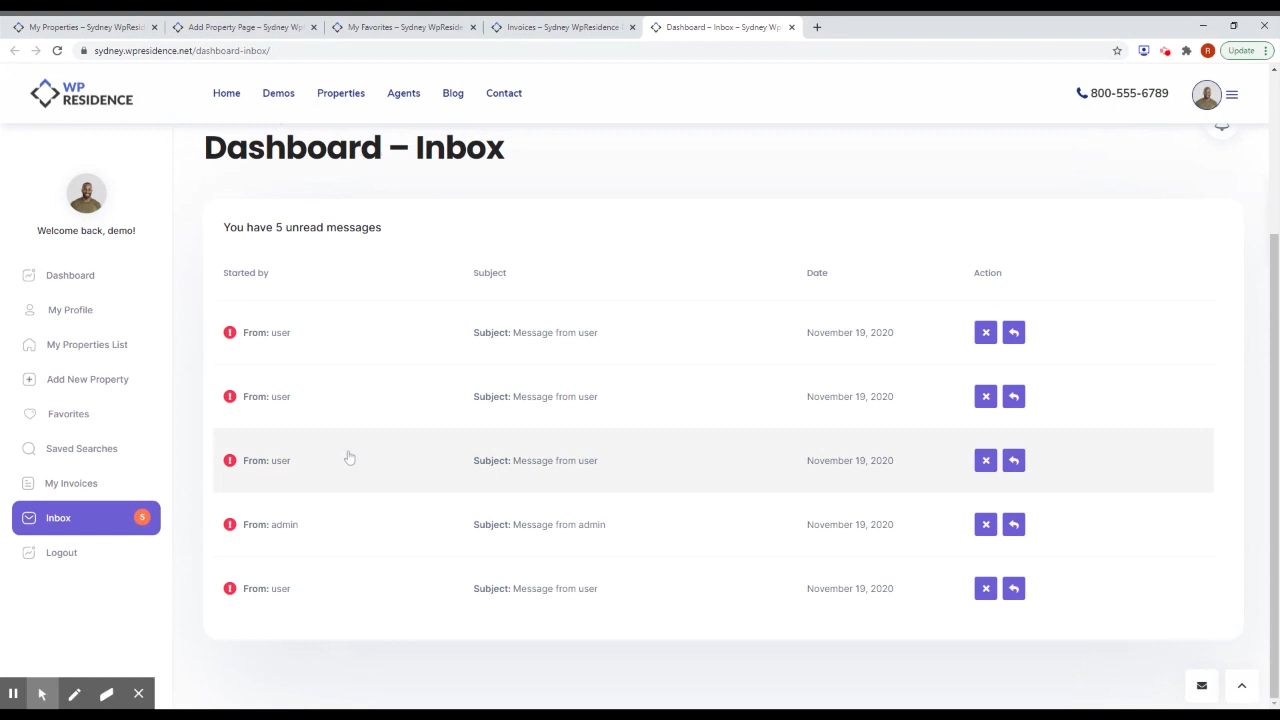 My Properties – Sydney WpResid
Add Property Page – Sydney WpR
My Favorites – Sydney WpReside
Invoices – Sydney WpResidence
Dashboard – Inbox – Sydney Wp
sydney.wpresidence.net/dashboard-inbox/
R
Update
WP
RESIDENCE
Home
Demos
Properties
Agents
Blog
Contact
800-555-6789
Dashboard – Inbox
Welcome back, demo!
Dashboard
My Profile
My Properties List
Add New Property
Favorites
Saved Searches
My Invoices
Inbox 5
Logout
You have 5 unread messages
Started by Subject Date Action
From: user Subject: Message from user November 19, 2020
From: user Subject: Message from user November 19, 2020
From: user Subject: Message from user November 19, 2020
From: admin Subject: Message from admin November 19, 2020
From: user Subject: Message from user November 19, 2020